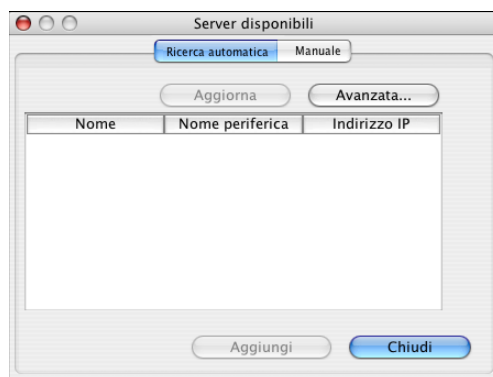 Server disponibili
Ricerca automatica Manuale
Aggiorna Avanzata...
Nome Nome periferica Indirizzo IP
Aggiungi Chiudi